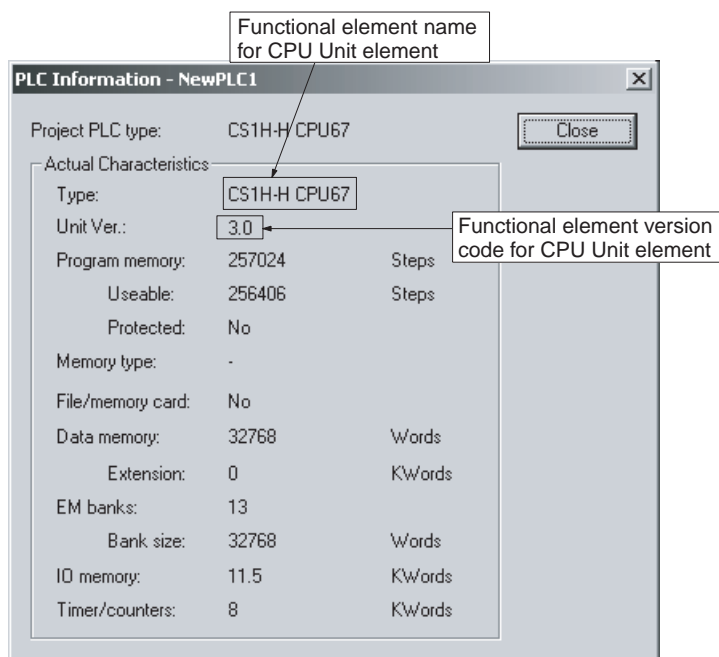 Functional element name
for CPU Unit element
PLC Information - NewPLC1
Project PLC type: CS1H-H CPU67 Close
Actual Characteristics
Type: CS1H-H CPU67
Unit Ver.: 3.0
Functional element version
code for CPU Unit element
Program memory: 257024 Steps
Useable: 256406 Steps
Protected: No
Memory type: -
File/memory card: No
Data memory: 32768 Words
Extension: 0 KWords
EM banks: 13
Bank size: 32768 Words
IO memory: 11.5 KWords
Timer/counters: 8 KWords